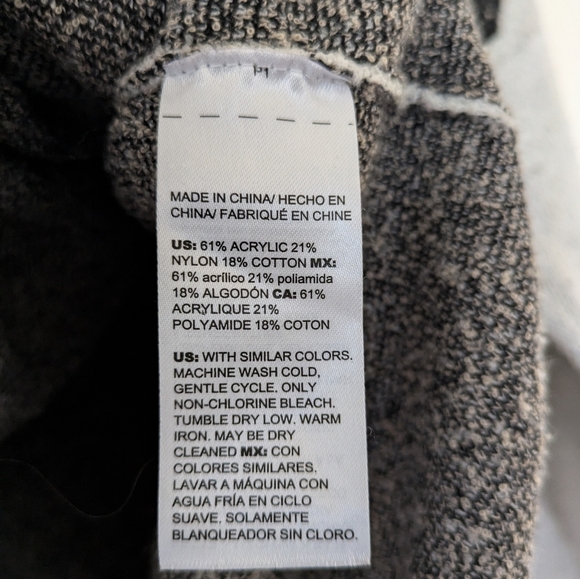 MADE IN CHINA/ HECHO EN
CHINA/ FABRIQUÉ EN CHINE
US: 61% ACRYLIC 21%
NYLON 18% COTTON MX:
61% acrílico 21% poliamida
18% ALGODÓN CA: 61%
ACRYLIQUE 21%
POLYAMIDE 18% COTON
US: WITH SIMILAR COLORS.
MACHINE WASH COLD,
GENTLE CYCLE. ONLY
NON-CHLORINE BLEACH.
TUMBLE DRY LOW. WARM
IRON. MAY BE DRY
CLEANED MX: CON
COLORES SIMILARES.
LAVAR A MÁQUINA CON
AGUA FRÍA EN CICLO
SUAVE. SOLAMENTE
BLANQUEADOR SIN CLORO.